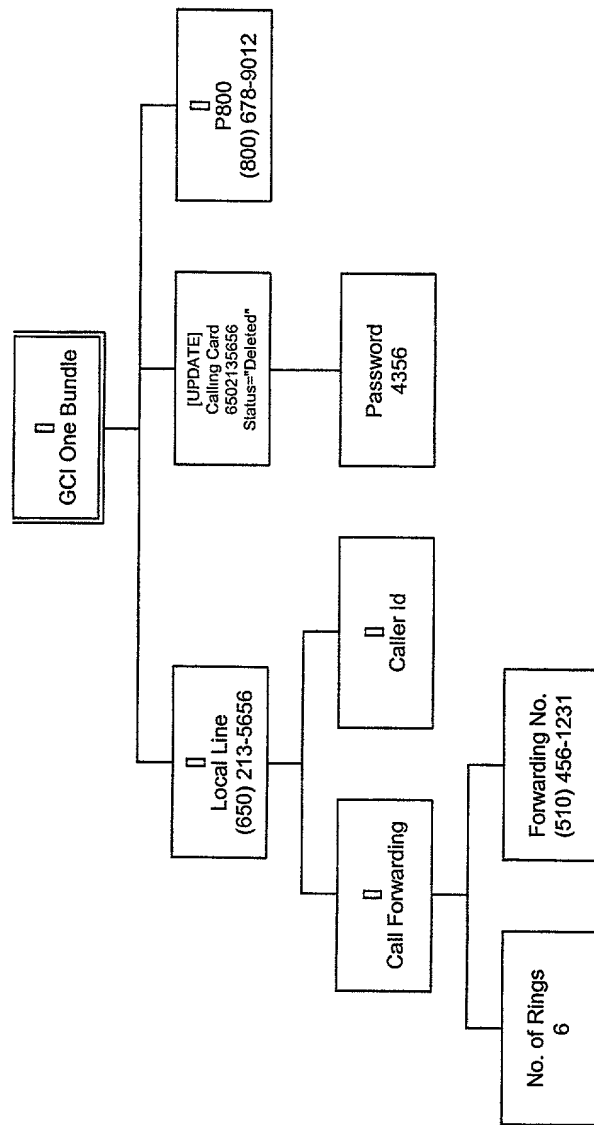 []
GCI One Bundle
[]
Local Line
(650) 213-5656
[UPDATE]
Calling Card
6502135656
Status="Deleted"
[]
P800
(800) 678-9012
[]
Call Forwarding
[]
Caller Id
Password
4356
No. of Rings
6
Forwarding No.
(510) 456-1231